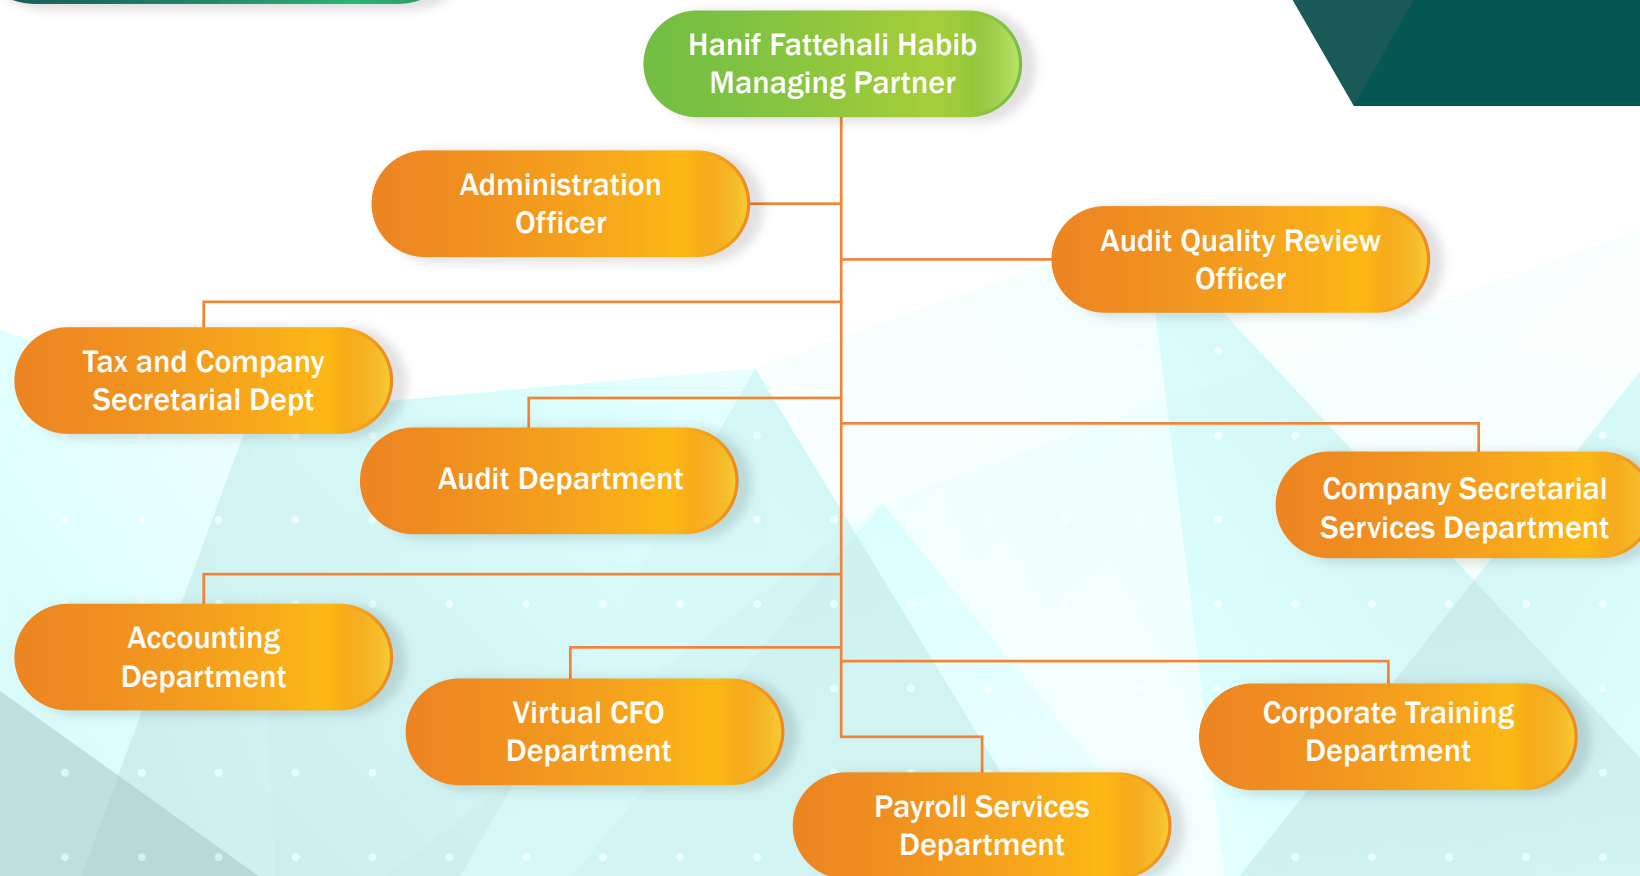 Hanif Fattehali Habib
Managing Partner
Administration
Officer
Audit Quality Review
Officer
Tax and Company
Secretarial Dept
Audit Department
Company Secretarial
Services Department
Accounting
Department
Virtual CFO
Department
Corporate Training
Department
Payroll Services
Department